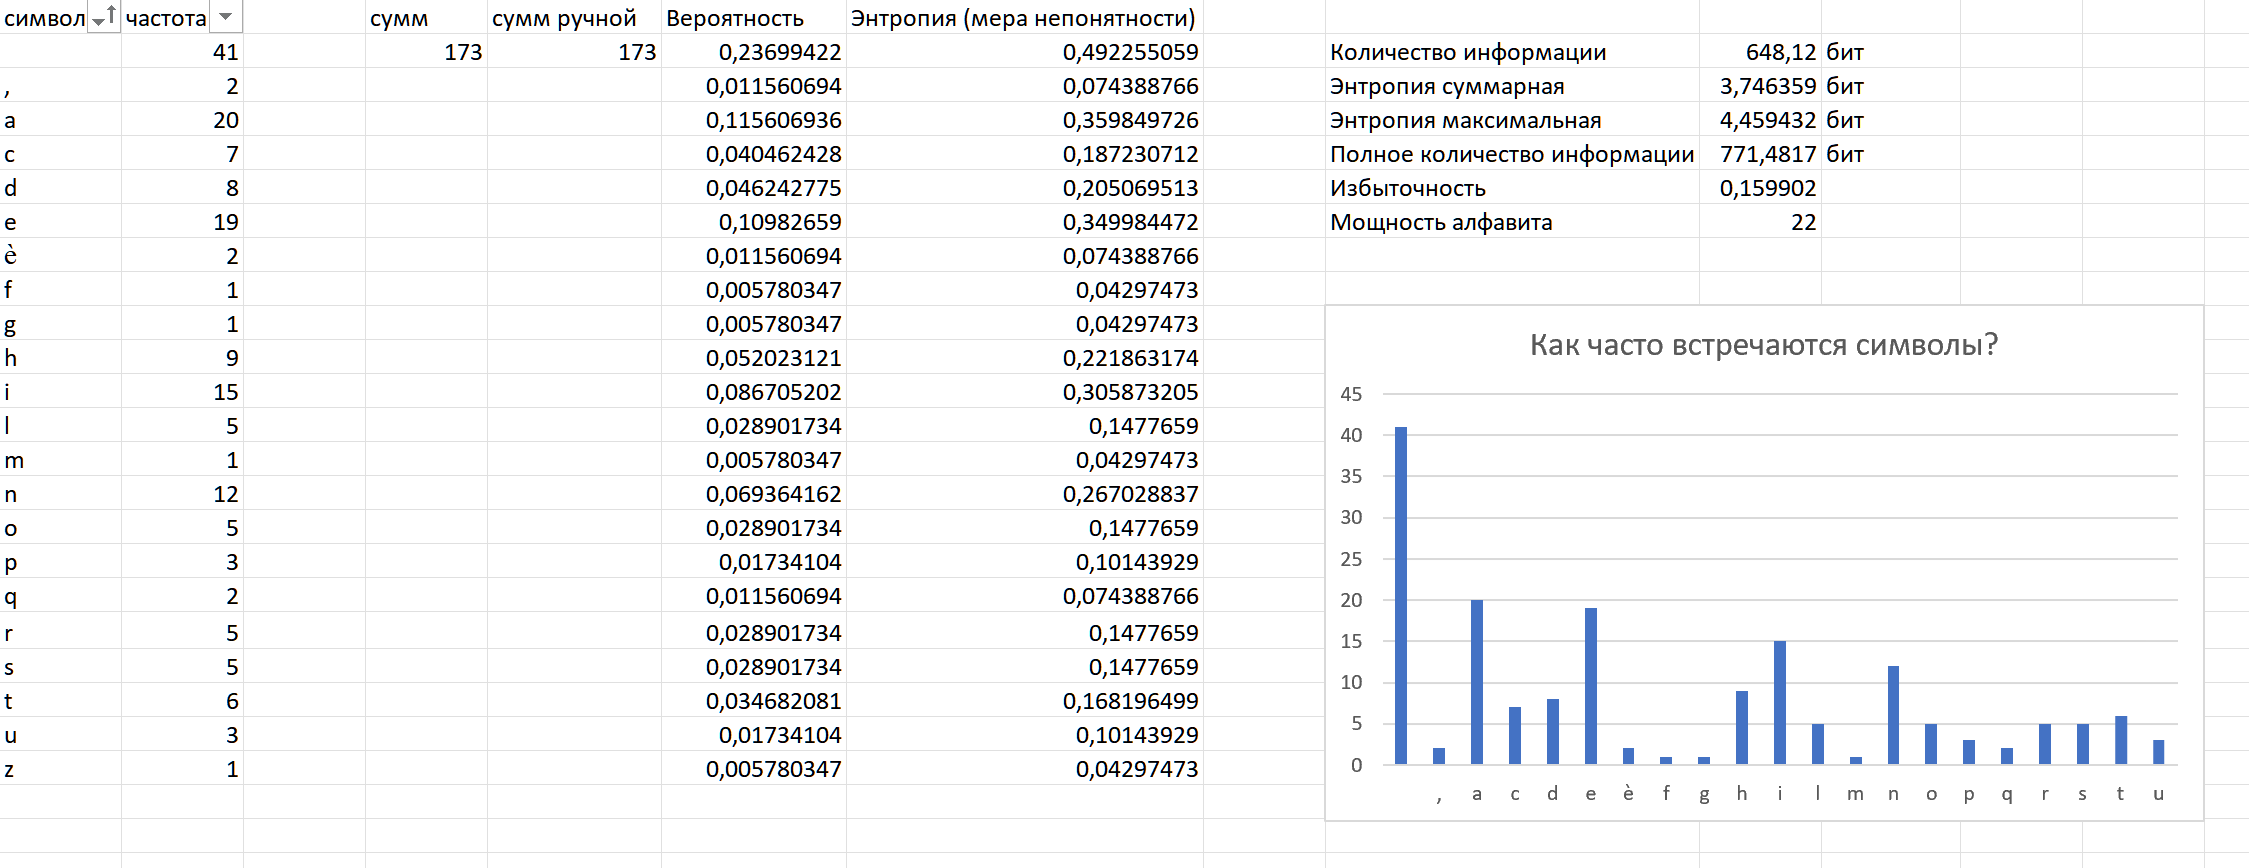 символ частота сумм сумм ручной Вероятность Энтропия (мера непонятности)
41 173 173 0,23699422 0,492255059 Количество информации 648,12 бит
, 2 0,011560694 0,074388766 Энтропия суммарная 3,746359 бит
a 20 0,115606936 0,359849726 Энтропия максимальная 4,459432 бит
c 7 0,040462428 0,187230712 Полное количество информации 771,4817 бит
d 8 0,046242775 0,205069513 Избыточность 0,159902
e 19 0,10982659 0,349984472 Мощность алфавита 22
è 2 0,011560694 0,074388766
f 1 0,005780347 0,04297473
g 1 0,005780347 0,04297473
h 9 0,052023121 0,221863174
i 15 0,086705202 0,305873205
l 5 0,028901734 0,1477659
m 1 0,005780347 0,04297473
n 12 0,069364162 0,267028837
o 5 0,028901734 0,1477659
p 3 0,01734104 0,10143929
q 2 0,011560694 0,074388766
r 5 0,028901734 0,1477659
s 5 0,028901734 0,1477659
t 6 0,034682081 0,168196499
u 3 0,01734104 0,10143929
z 1 0,005780347 0,04297473
Как часто встречаются символы?
45
40
35
30
25
20
15
10
5
0
, a c d e è f g h i l m n o p q r s t u